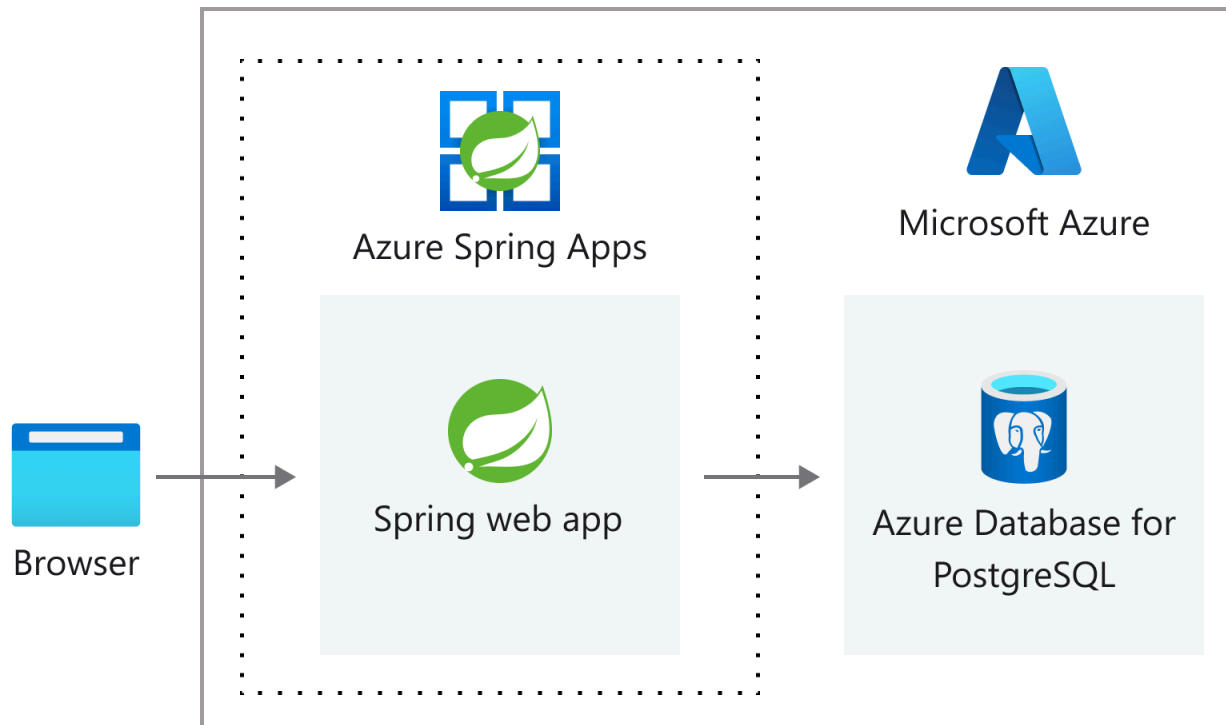 Azure Spring Apps
Microsoft Azure
Spring web app
Browser
Azure Database for
PostgreSQL